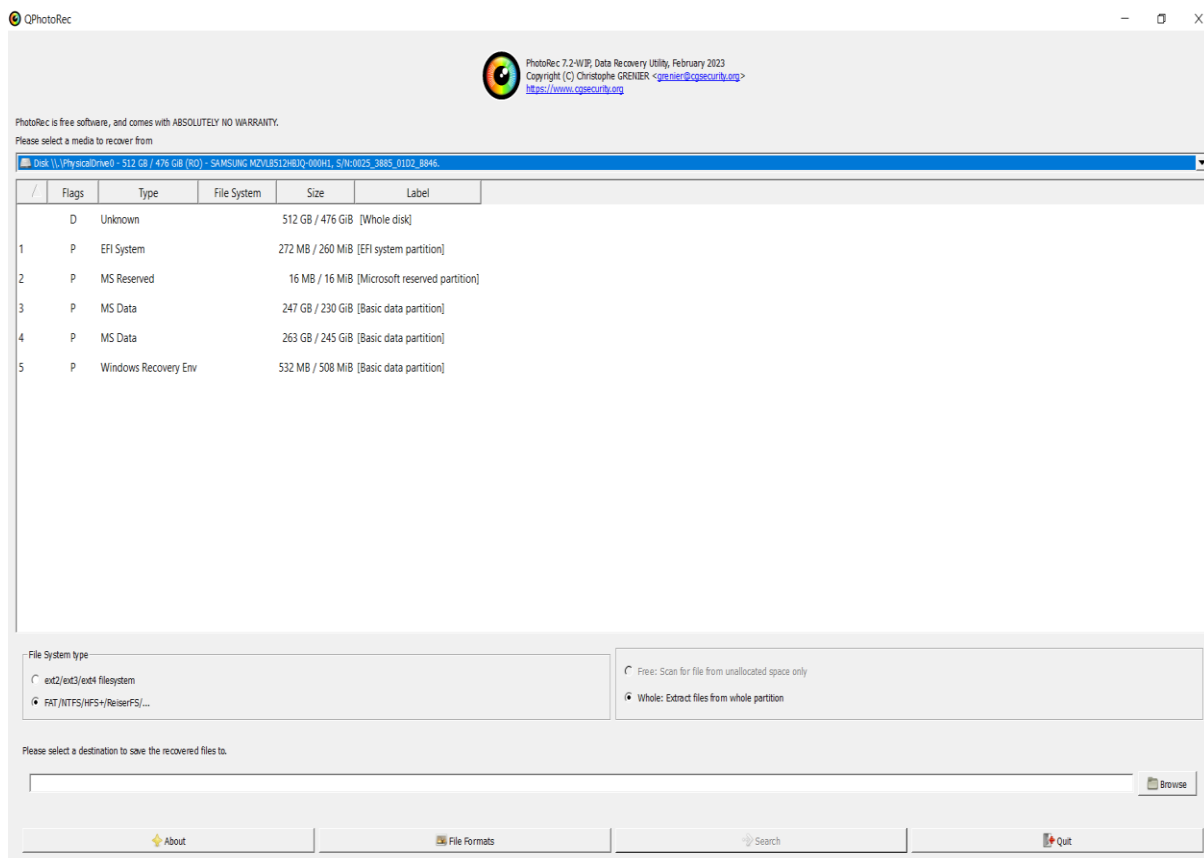 QPhotoRec
PhotoRec 7.2-WIP, Data Recovery Utility, February 2023
Copyright (C) Christophe GRENIER <grenier@cgsecurity.org>
https://www.cgsecurity.org
PhotoRec is free software, and comes with ABSOLUTELY NO WARRANTY.
Please select a media to recover from
Disk \\.\PhysicalDrive0 - 512 GB / 476 GiB (RO) - SAMSUNG MZVLB512HBJQ-000H1, S/N:0025_3885_01D2_B846.
Flags Type File System Size Label
D Unknown 512 GB / 476 GiB [Whole disk]
1 P EFI System 272 MB / 260 MiB [EFI system partition]
2 P MS Reserved 16 MB / 16 MiB [Microsoft reserved partition]
3 P MS Data 247 GB / 230 GiB [Basic data partition]
4 P MS Data 263 GB / 245 GiB [Basic data partition]
5 P Windows Recovery Env 532 MB / 508 MiB [Basic data partition]
File System type
ext2/ext3/ext4 filesystem
FAT/NTFS/HFS+/ReiserFS/...
Free: Scan for file from unallocated space only
Whole: Extract files from whole partition
Please select a destination to save the recovered files to.
Browse
About File Formats Search Quit